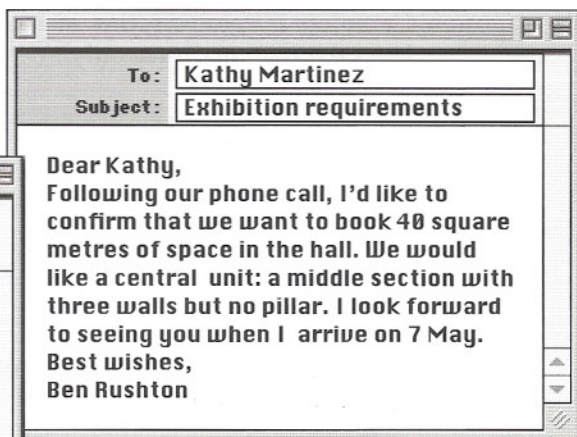 To: Kathy Martinez
Subject: Exhibition requirements
Dear Kathy,
Following our phone call, I'd like to
confirm that we want to book 40 square
metres of space in the hall. We would
like a central unit: a middle section with
three walls but no pillar. I look forward
to seeing you when I arrive on 7 May.
Best wishes,
Ben Rushton